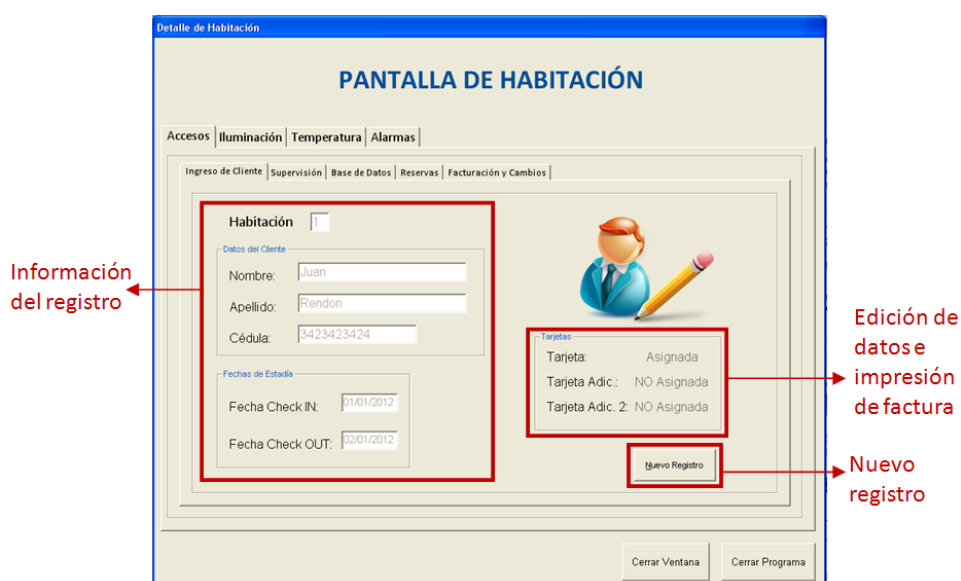 Detalle de Habitación
PANTALLA DE HABITACIÓN
Accesos Iluminación Temperatura Alarmas
Ingreso de Cliente Supervisión Base de Datos Reservas Facturación y Cambios
Habitación 1
Datos del Cliente
Nombre: Juan
Apellido: Rendon
Cédula: 3423423424
Fechas de Estadía
Fecha Check IN: 01/01/2012
Fecha Check OUT: 02/01/2012
Tarjetas
Tarjeta: Asignada
Tarjeta Adic.: NO Asignada
Tarjeta Adic. 2: NO Asignada
Nuevo Registro
Cerrar Ventana Cerrar Programa
Información
del registro
Edición de
datos e
impresión
de factura
Nuevo
registro